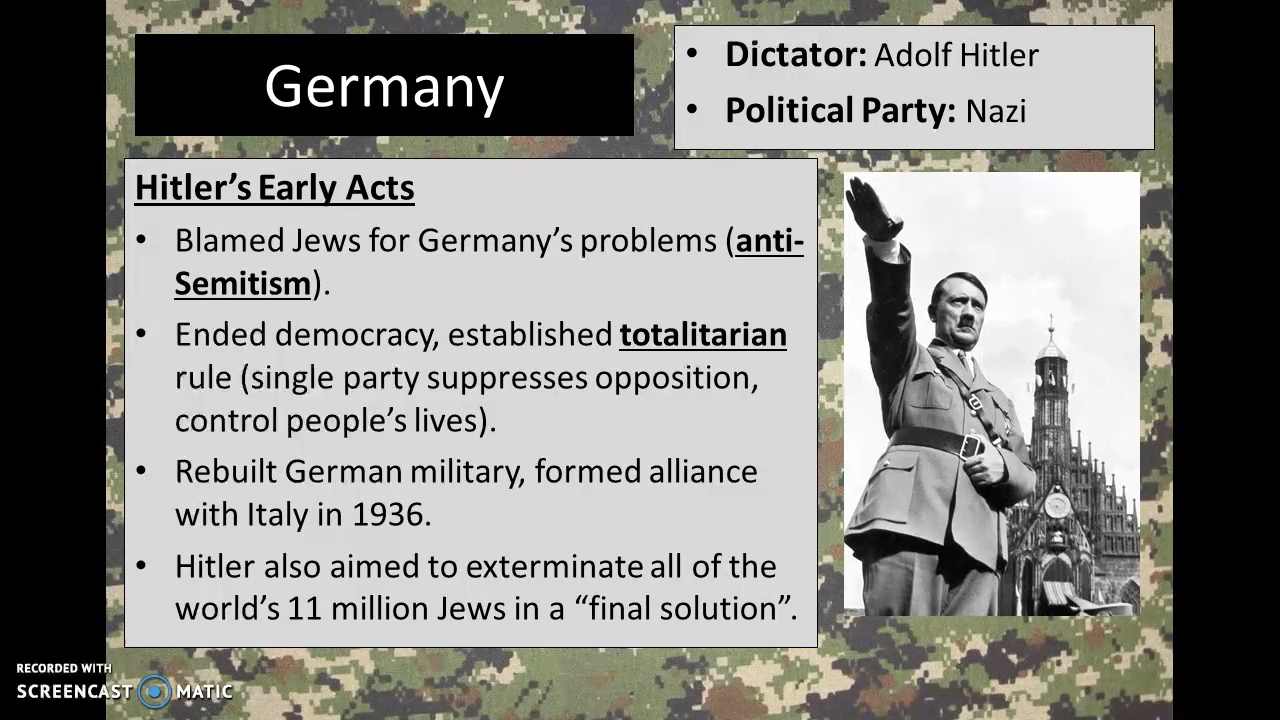 Germany
• Dictator: Adolf Hitler
• Political Party: Nazi
Hitler’s Early Acts
• Blamed Jews for Germany’s problems (anti-
Semitism).
• Ended democracy, established totalitarian
rule (single party suppresses opposition,
control people’s lives).
• Rebuilt German military, formed alliance
with Italy in 1936.
• Hitler also aimed to exterminate all of the
world’s 11 million Jews in a “final solution”.
RECORDED WITH
SCREENCAST MATIC